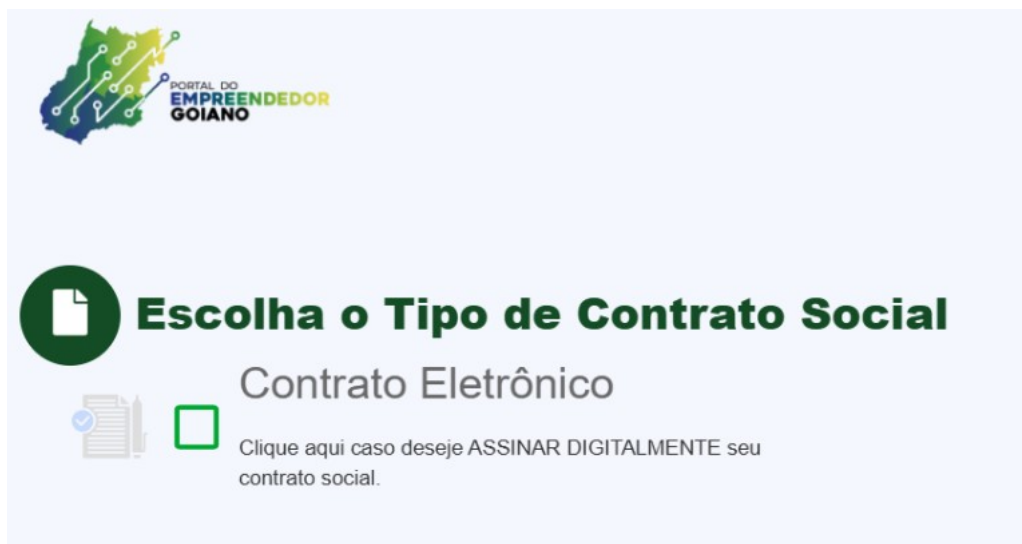 PORTAL DO
EMPREENDEDOR
GOIANO
Escolha o Tipo de Contrato Social
Contrato Eletrônico
Clique aqui caso deseje ASSINAR DIGITALMENTE seu
contrato social.